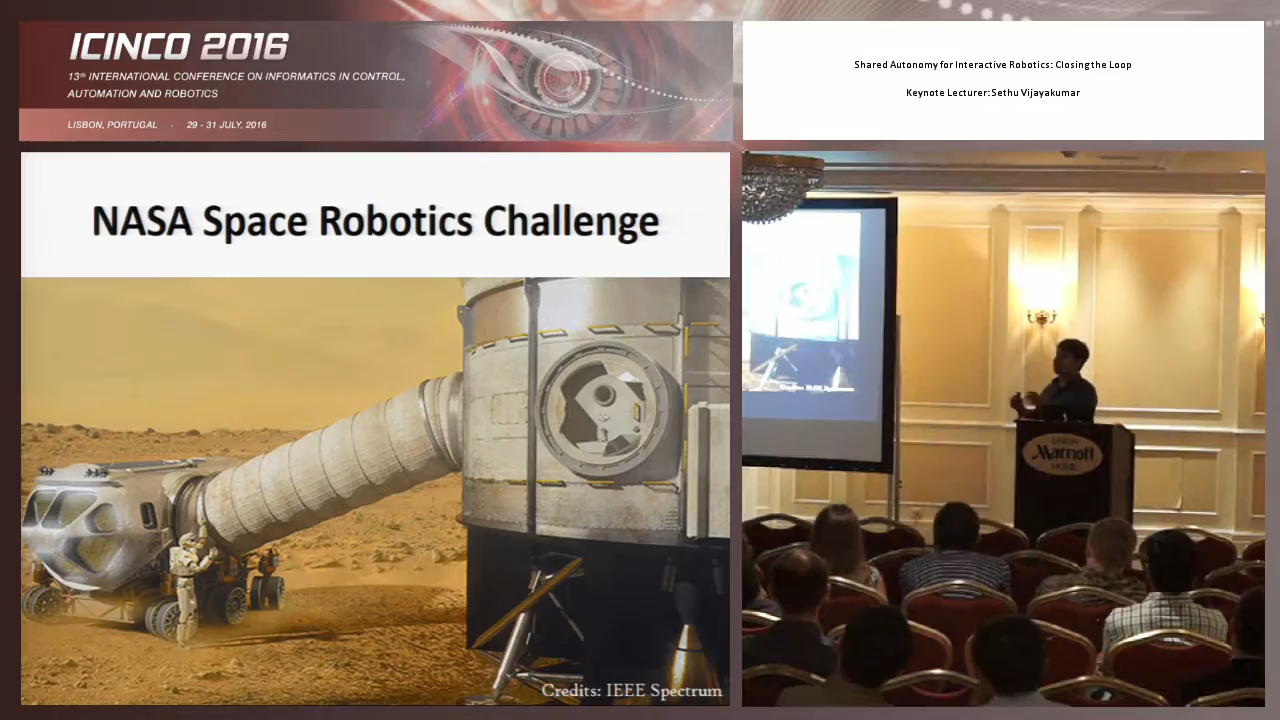 ICINCO 2016
13th INTERNATIONAL CONFERENCE ON INFORMATICS IN CONTROL,
AUTOMATION AND ROBOTICS
LISBON, PORTUGAL · 29 - 31 JULY, 2016
Shared Autonomy for Interactive Robotics: Closing the Loop
Keynote Lecturer: Sethu Vijayakumar
NASA Space Robotics Challenge
Credits: IEEE Spectrum
LISBON
Marriott
HOTEL